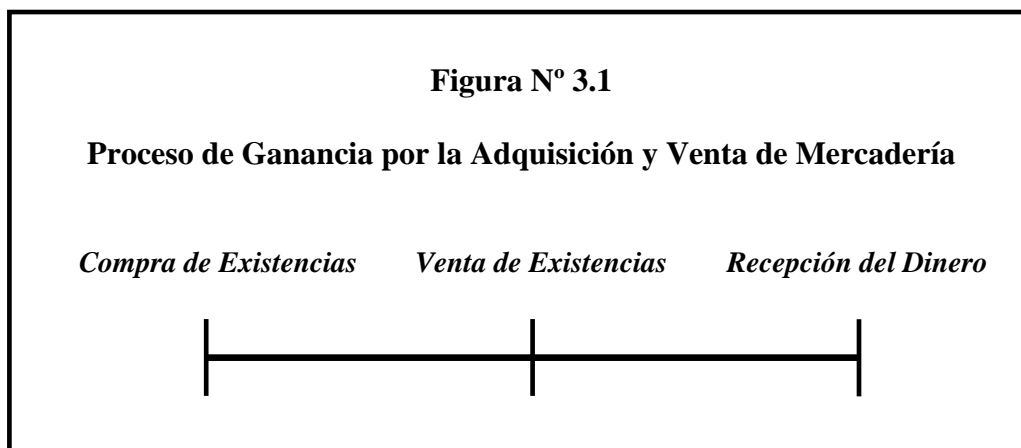 Figura Nº 3.1
Proceso de Ganancia por la Adquisición y Venta de Mercadería
Compra de Existencias Venta de Existencias Recepción del Dinero